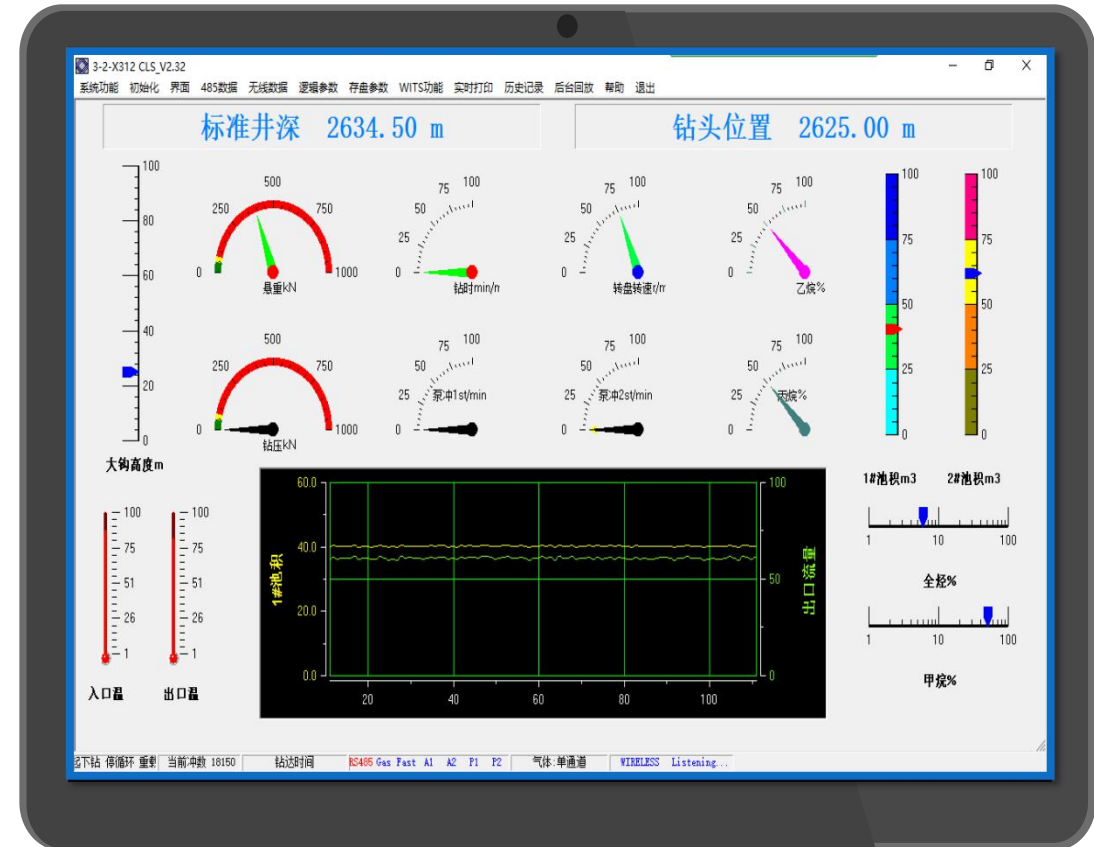 3-2-X312 CLS_V2.32
系统功能 初始化 界面 485数据 无线数据 逻辑参数 存盘参数 WITS功能 实时打印 历史记录 后台回放 帮助 退出
标准井深 2634.50 m
钻头位置 2625.00 m
100
80
60
40
20
0
大钩高度m
0
250
500
750
1000
悬重kN
0
25
50
75
100
钻时min/r
0
25
50
75
100
转盘转速r/m
0
25
50
75
100
乙烷%
0
250
500
750
1000
钻压kN
0
25
50
75
100
泵冲1st/min
0
25
50
75
100
泵冲2st/min
0
25
50
75
100
丙烷%
100
75
50
25
0
1#池积m3
100
75
50
25
0
2#池积m3
100
75
51
26
1
入口温
100
75
51
26
1
出口温
1#池积
60.0
40.0
20.0
0.0
20 40 60 80 100
100
50
0
出口流量
1 10 100
全烃%
1 10 100
甲烷%
起下钻 停循环 重载 当前冲数 18150 钻达时间 RS485 Gas Fast A1 A2 P1 P2 气体:单通道 WIRELESS Listening...